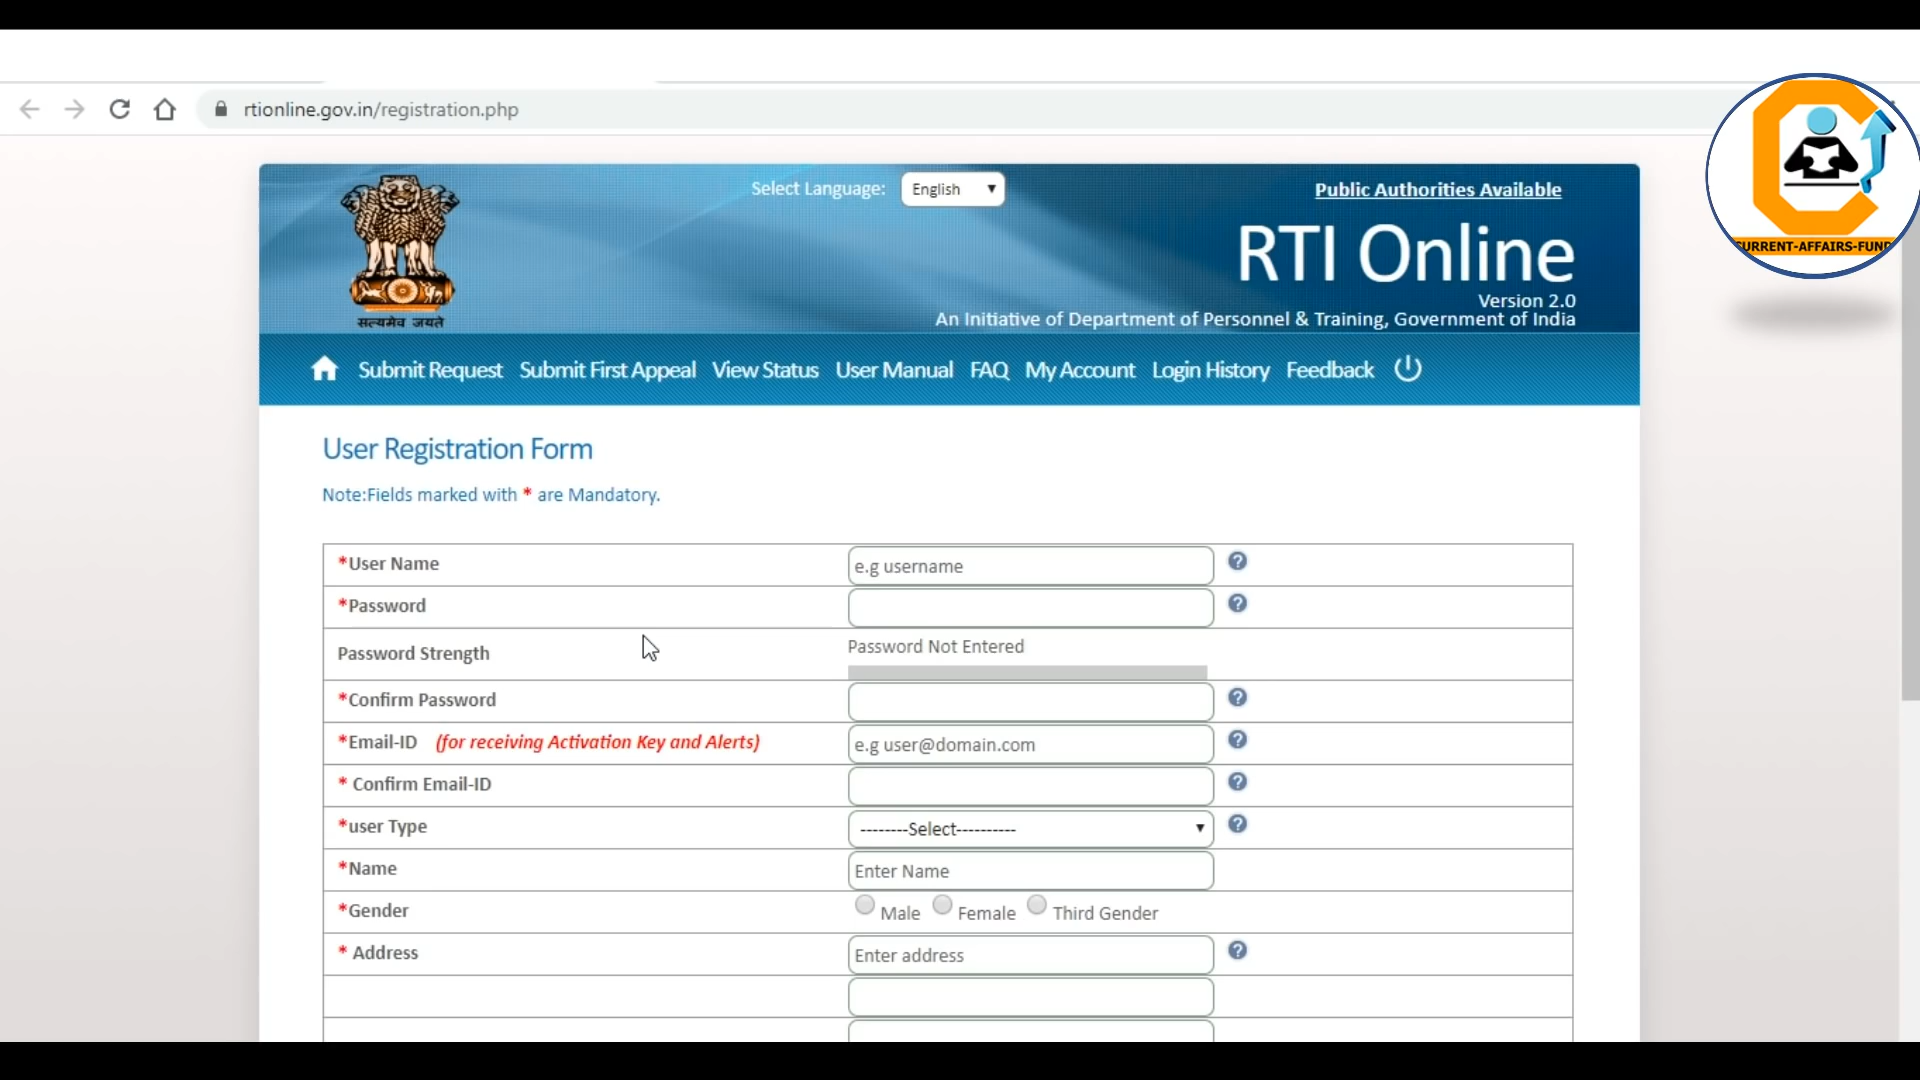 rtionline.gov.in/registration.php
CURRENT-AFFAIRS-FUND
Select Language: English
Public Authorities Available
RTI Online
Version 2.0
An Initiative of Department of Personnel & Training, Government of India
सत्यमेव जयते
Submit Request Submit First Appeal View Status User Manual FAQ My Account Login History Feedback
User Registration Form
Note:Fields marked with * are Mandatory.
*User Name e.g username
*Password
Password Strength Password Not Entered
*Confirm Password
*Email-ID (for receiving Activation Key and Alerts) e.g user@domain.com
* Confirm Email-ID
*user Type --------Select----------
*Name Enter Name
*Gender Male Female Third Gender
* Address Enter address